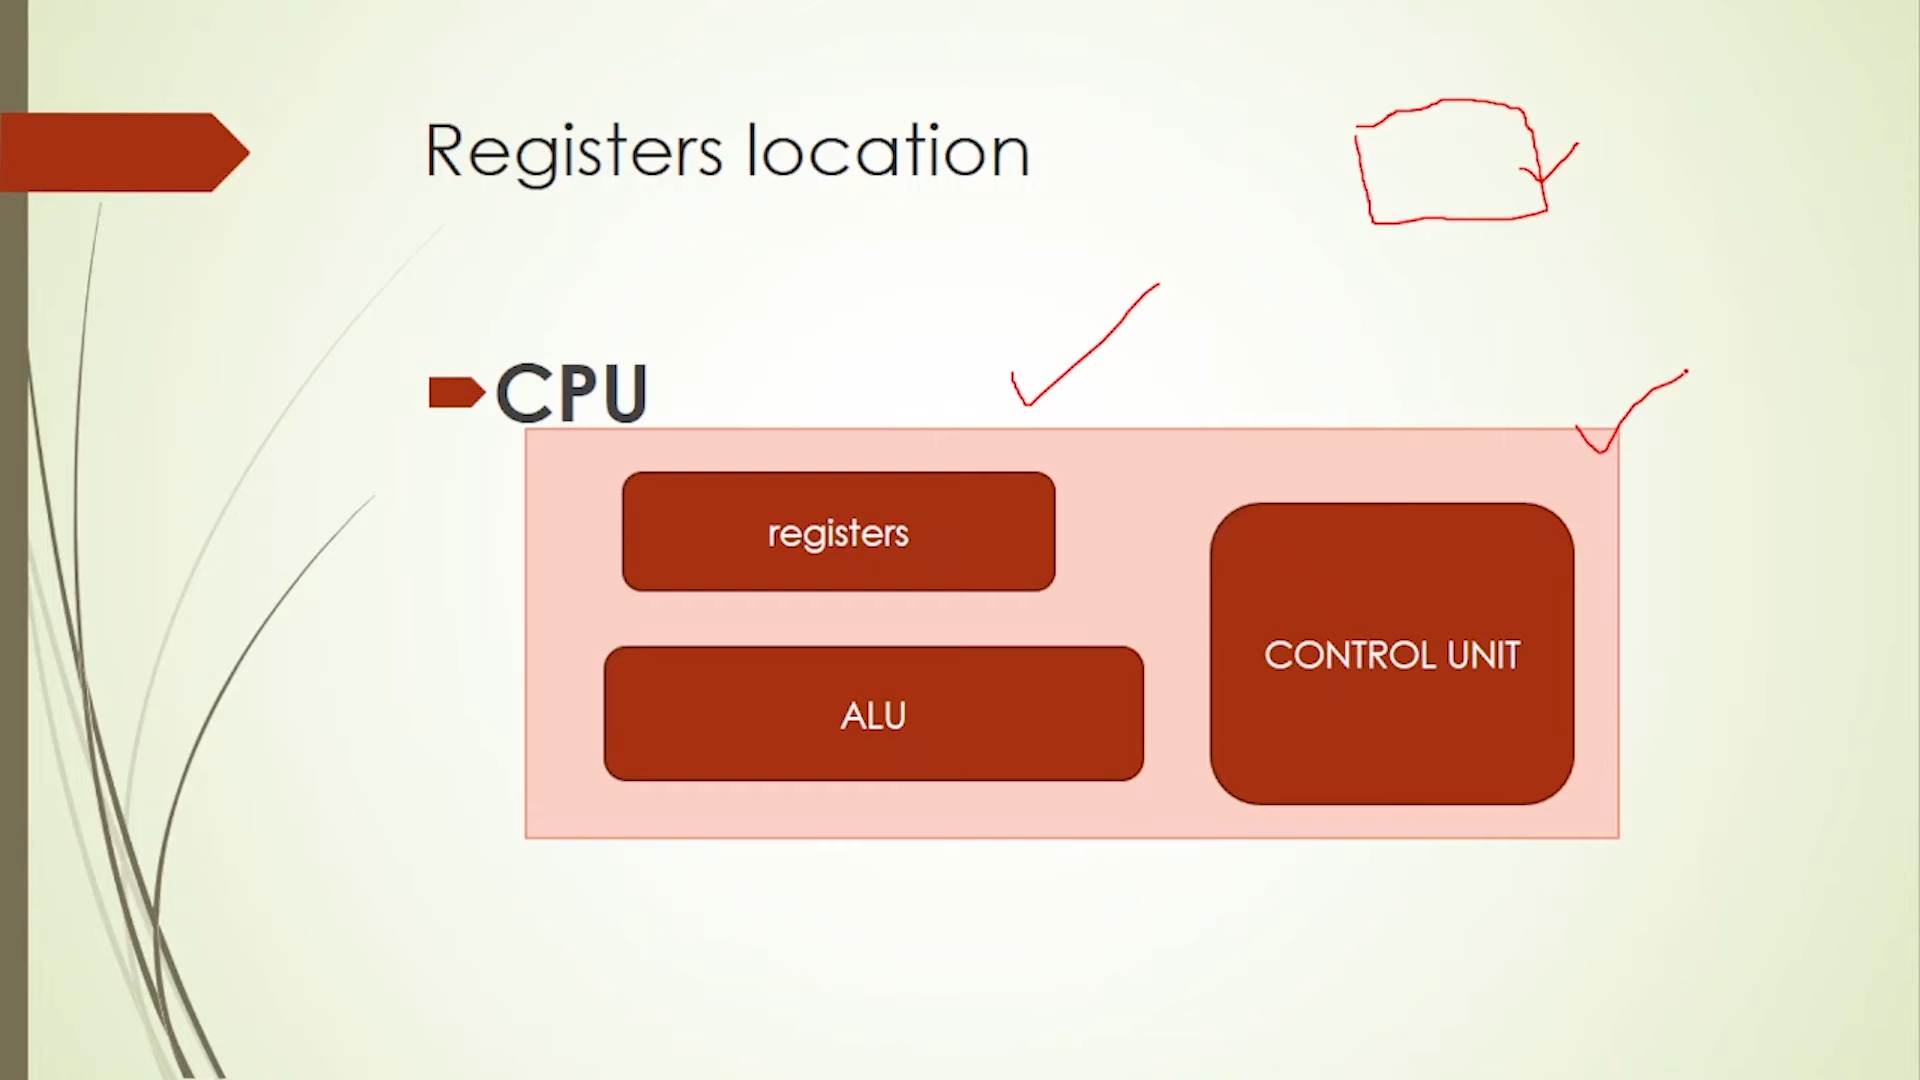 Registers location
CPU
registers
ALU
CONTROL UNIT